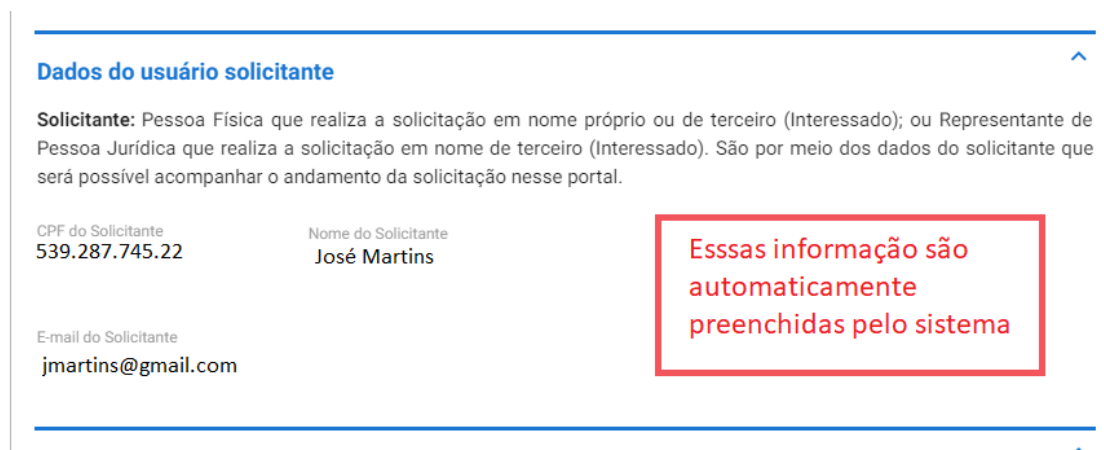 Dados do usuário solicitante
Solicitante: Pessoa Física que realiza a solicitação em nome próprio ou de terceiro (Interessado); ou Representante de
Pessoa Jurídica que realiza a solicitação em nome de terceiro (Interessado). São por meio dos dados do solicitante que
será possível acompanhar o andamento da solicitação nesse portal.
CPF do Solicitante
539.287.745.22
Nome do Solicitante
José Martins
E-mail do Solicitante
jmartins@gmail.com
Esssas informação são
automaticamente
preenchidas pelo sistema